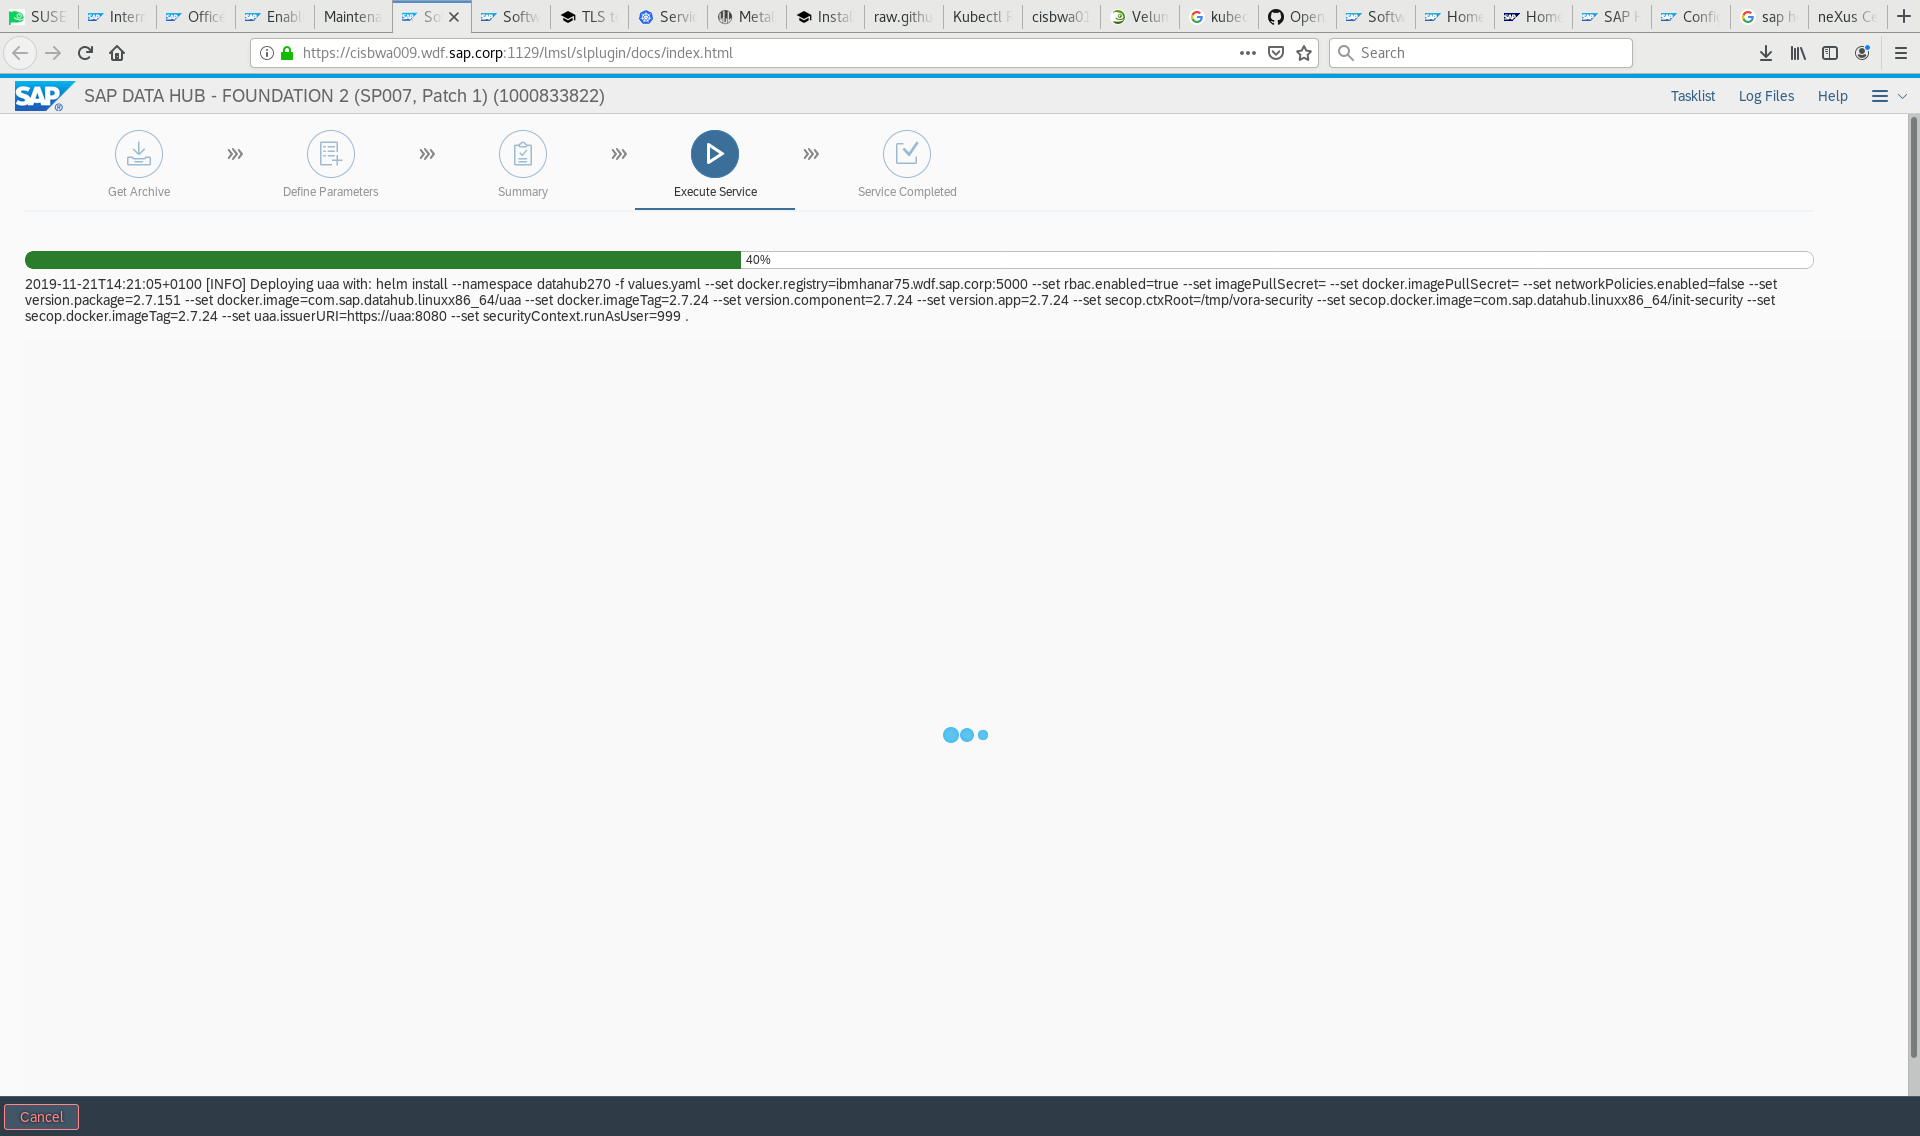 SUSE
Intern
Office
Enabl
Maintena
So
Softw
TLS t
Servic
Metal
Instal
raw.githu
Kubectl
cisbwa01
Velum
kubec
Open
Softw
Home
Home
SAP
Confi
sap h
neXus Ce
https://cisbwa009.wdf.sap.corp:1129/lmsl/slplugin/docs/index.html
Search
SAP
SAP DATA HUB - FOUNDATION 2 (SP007, Patch 1) (1000833822)
Tasklist
Log Files
Help
Get Archive
Define Parameters
Summary
Execute Service
Service Completed
40%
2019-11-21T14:21:05+0100 [INFO] Deploying uaa with: helm install --namespace datahub270 -f values.yaml --set docker.registry=ibmhanar75.wdf.sap.corp:5000 --set rbac.enabled=true --set imagePullSecret= --set docker.imagePullSecret= --set networkPolicies.enabled=false --set
version.package=2.7.151 --set docker.image=com.sap.datahub.linuxx86_64/uaa --set docker.imageTag=2.7.24 --set version.component=2.7.24 --set version.app=2.7.24 --set secop.ctxRoot=/tmp/vora-security --set secop.docker.image=com.sap.datahub.linuxx86_64/init-security --set
secop.docker.imageTag=2.7.24 --set uaa.issuerURI=https://uaa:8080 --set securityContext.runAsUser=999 .
Cancel